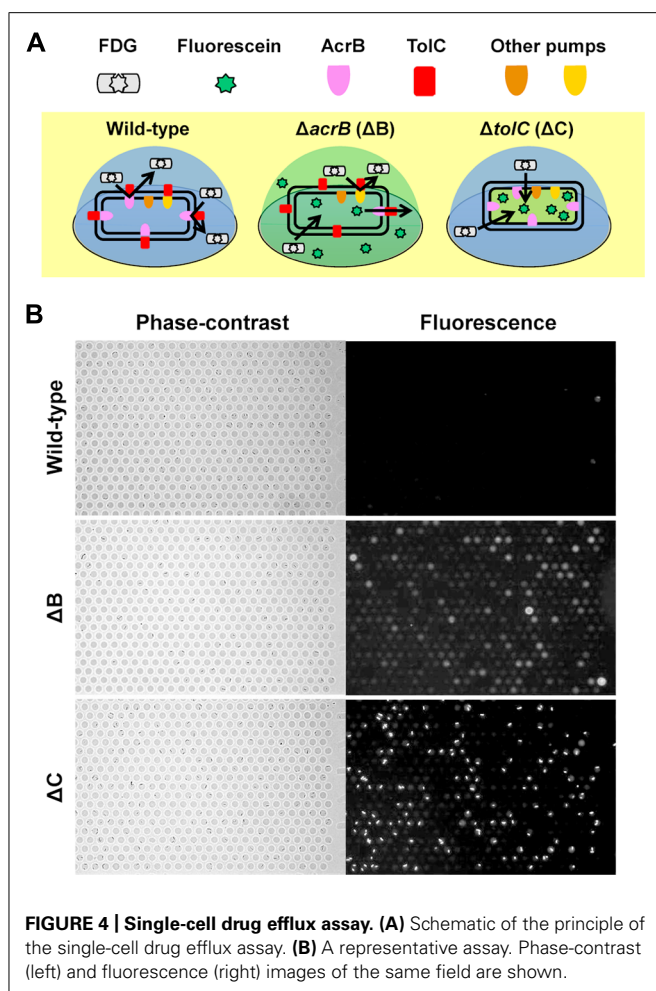 A
FDG Fluorescein AcrB TolC Other pumps
Wild-type ΔacrB (ΔB) ΔtolC (ΔC)
B
Phase-contrast Fluorescence
Wild-type
ΔB
ΔC
FIGURE 4 | Single-cell drug efflux assay. (A) Schematic of the principle of
the single-cell drug efflux assay. (B) A representative assay. Phase-contrast
(left) and fluorescence (right) images of the same field are shown.